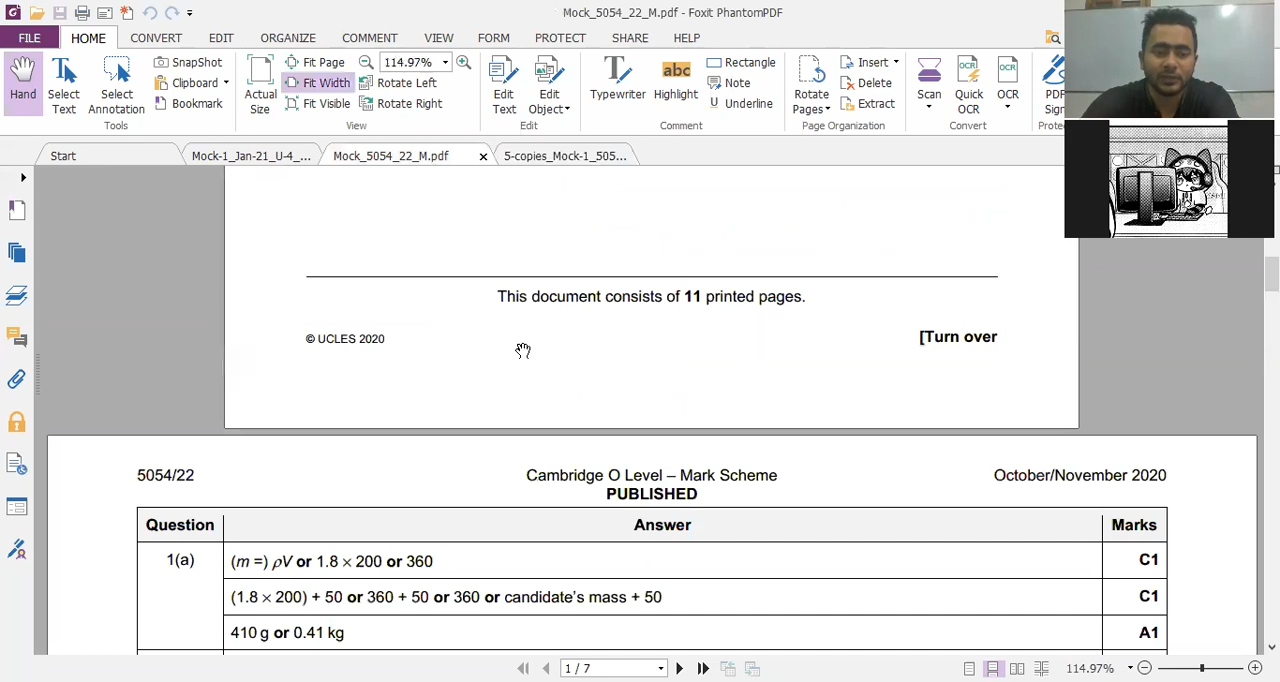 Mock_5054_22_M.pdf - Foxit PhantomPDF
FILE HOME CONVERT EDIT ORGANIZE COMMENT VIEW FORM PROTECT SHARE HELP
Hand
Select Text
Select Annotation
SnapShot
Clipboard
Bookmark
Tools
Actual Size
Fit Page
Fit Width
Fit Visible
114.97%
Rotate Left
Rotate Right
View
Edit Text
Edit Object
Edit
Typewriter
abc
Highlight
Rectangle
Note
Underline
Comment
Rotate Pages
Insert
Delete
Extract
Page Organization
Scan
OCR
Quick OCR
OCR
OCR
Convert
PDF
Sign
Prote
Start
Mock-1_Jan-21_U-4_...
Mock_5054_22_M.pdf
5-copies_Mock-1_505...
This document consists of 11 printed pages.
© UCLES 2020
[Turn over
5054/22 Cambridge O Level – Mark Scheme October/November 2020
PUBLISHED
Question Answer Marks
1(a) (m =) ρV or 1.8 × 200 or 360 C1
(1.8 × 200) + 50 or 360 + 50 or 360 or candidate's mass + 50 C1
410 g or 0.41 kg A1
1 / 7
114.97%